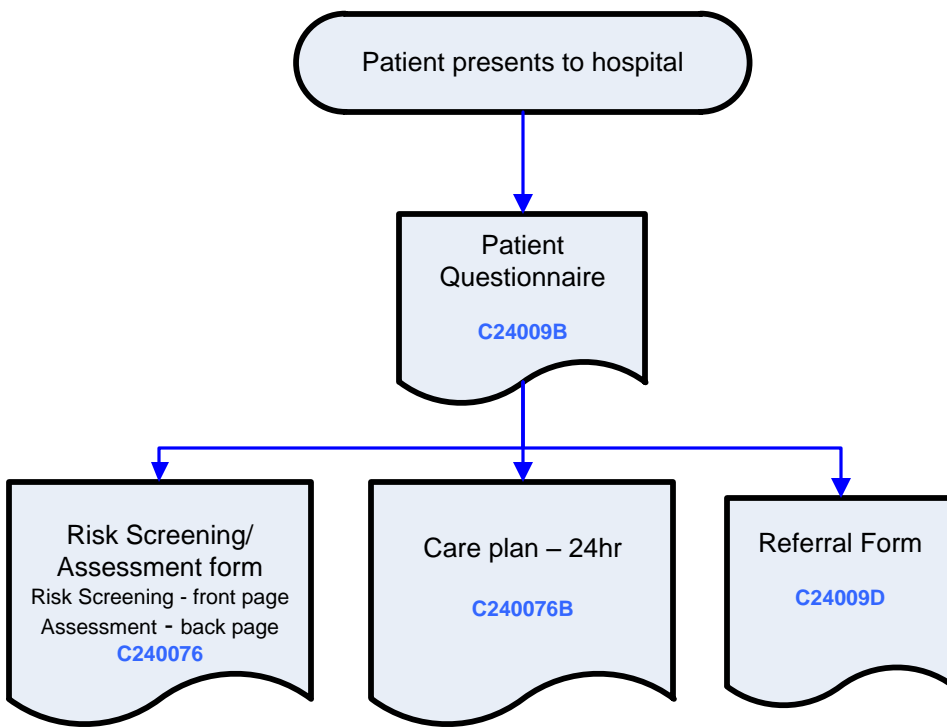 Patient presents to hospital
Patient
Questionnaire
C24009B
Risk Screening/
Assessment form
Risk Screening - front page
Assessment - back page
C240076
Care plan – 24hr
C240076B
Referral Form
C24009D